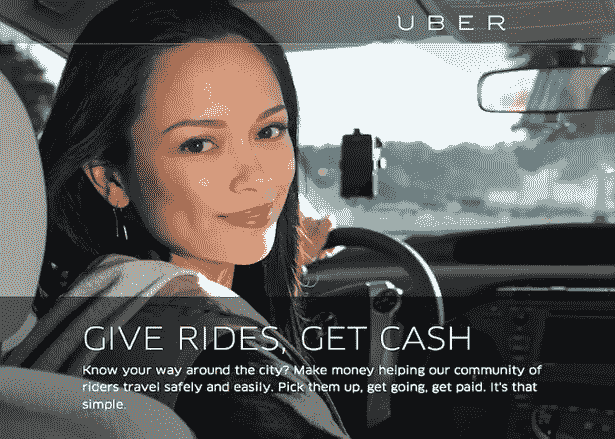 UBER
GIVE RIDES, GET CASH
Know your way around the city? Make money helping our community of
riders travel safely and easily. Pick them up, get going, get paid. It's that
simple.